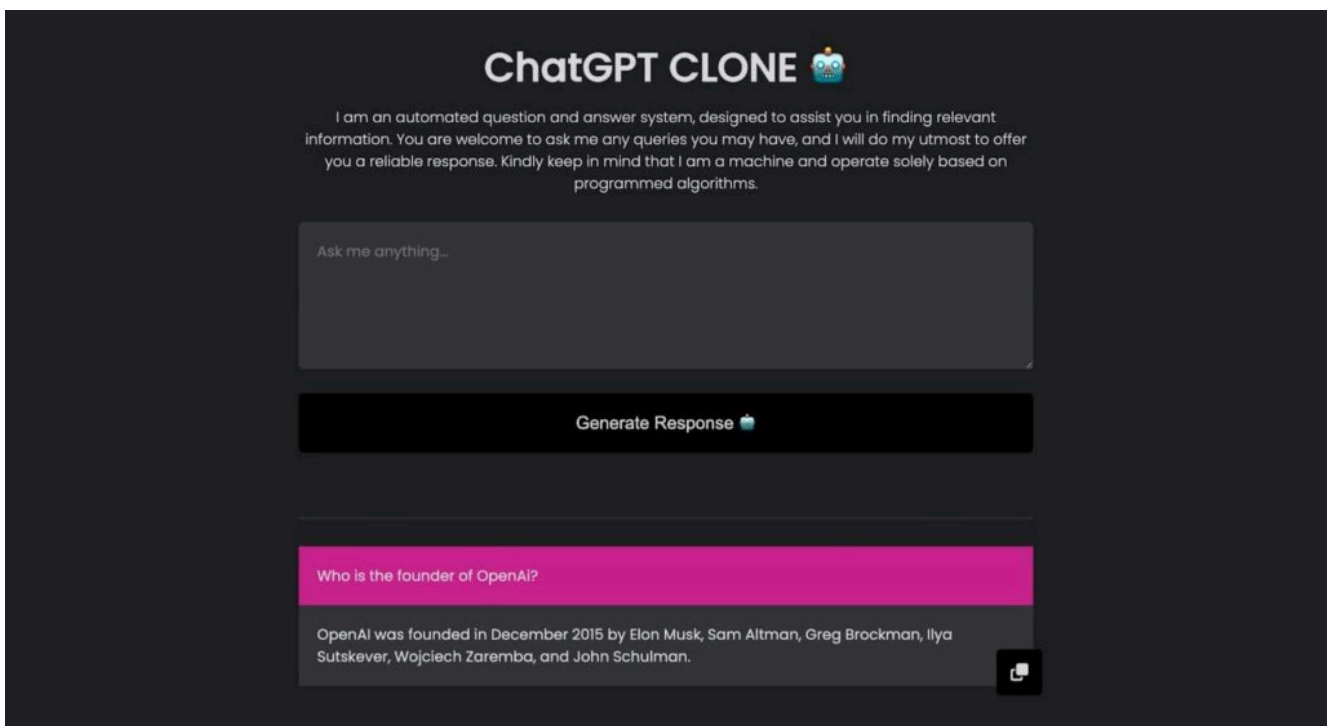 ChatGPT CLONE 🤖
I am an automated question and answer system, designed to assist you in finding relevant
information. You are welcome to ask me any queries you may have, and I will do my utmost to offer
you a reliable response. Kindly keep in mind that I am a machine and operate solely based on
programmed algorithms.
Ask me anything...
Generate Response 🤖
Who is the founder of OpenAi?
OpenAI was founded in December 2015 by Elon Musk, Sam Altman, Greg Brockman, Ilya
Sutskever, Wojciech Zaremba, and John Schulman.